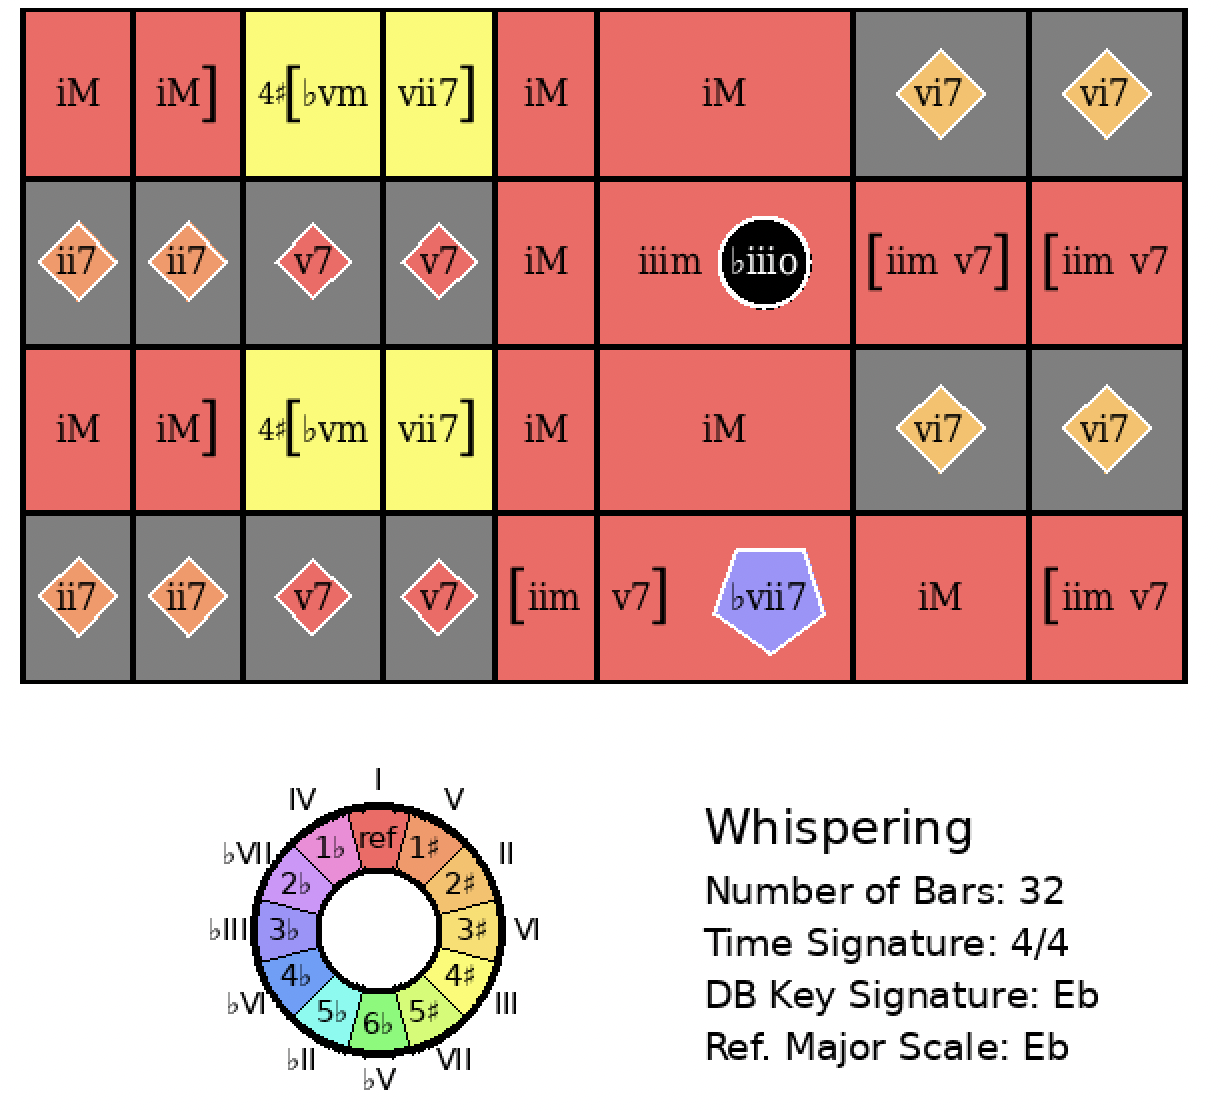 iM iM] 4♯[♭vm vii7] iM iM vi7 vi7
ii7 ii7 v7 v7 iM iiim ♭iiio [iim v7] [iim v7
iM iM] 4♯[♭vm vii7] iM iM vi7 vi7
ii7 ii7 v7 v7 [iim v7] ♭vii7 iM [iim v7
I
IV V
ref
1♭ 1♯
♭VII II
2♭ 2♯
♭III 3♭ 3♯ VI
4♭ 4♯
♭VI III
5♭ 6♭ 5♯
♭II VII
♭V
Whispering
Number of Bars: 32
Time Signature: 4/4
DB Key Signature: Eb
Ref. Major Scale: Eb